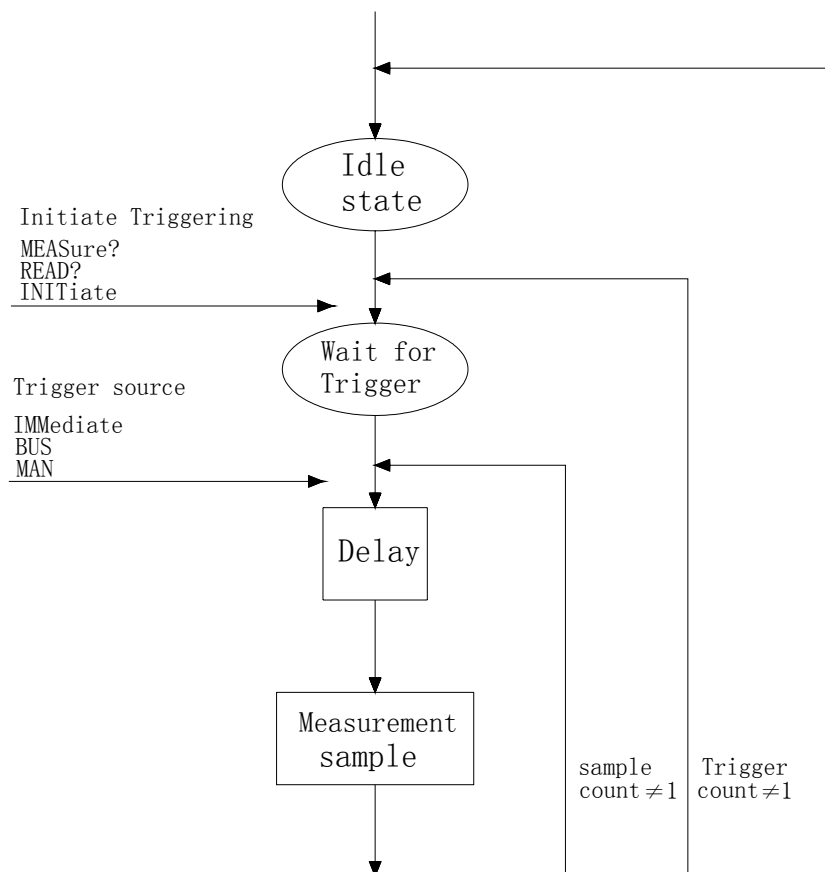 Idle
state
Initiate Triggering
MEASure?
READ?
INITiate
Wait for
Trigger
Trigger source
IMMediate
BUS
MAN
Delay
Measurement
sample
sample
count≠1
Trigger
count≠1